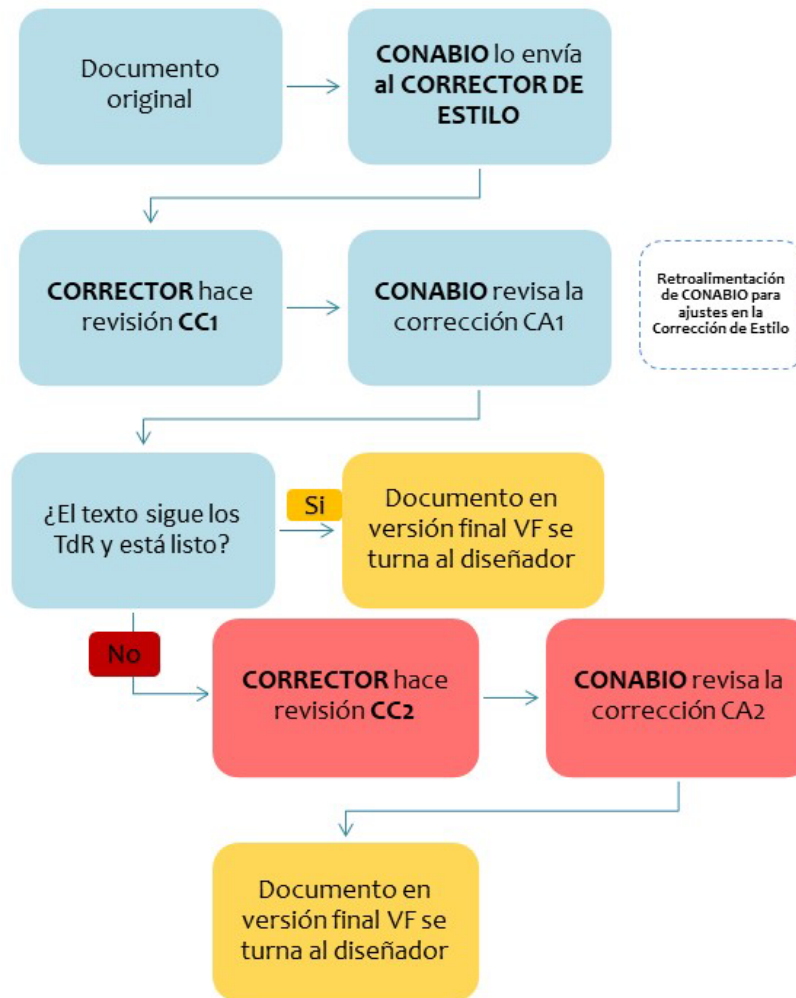 Documento
original
CONABIO lo envía
al CORRECTOR DE
ESTILO
CORRECTOR hace
revisión CC1
CONABIO revisa la
corrección CA1
Retroalimentación
de CONABIO para
ajustes en la
Corrección de Estilo
¿El texto sigue los
TdR y está listo?
Si
Documento en
versión final VF se
turna al diseñador
No
CORRECTOR hace
revisión CC2
CONABIO revisa la
corrección CA2
Documento en
versión final VF se
turna al diseñador